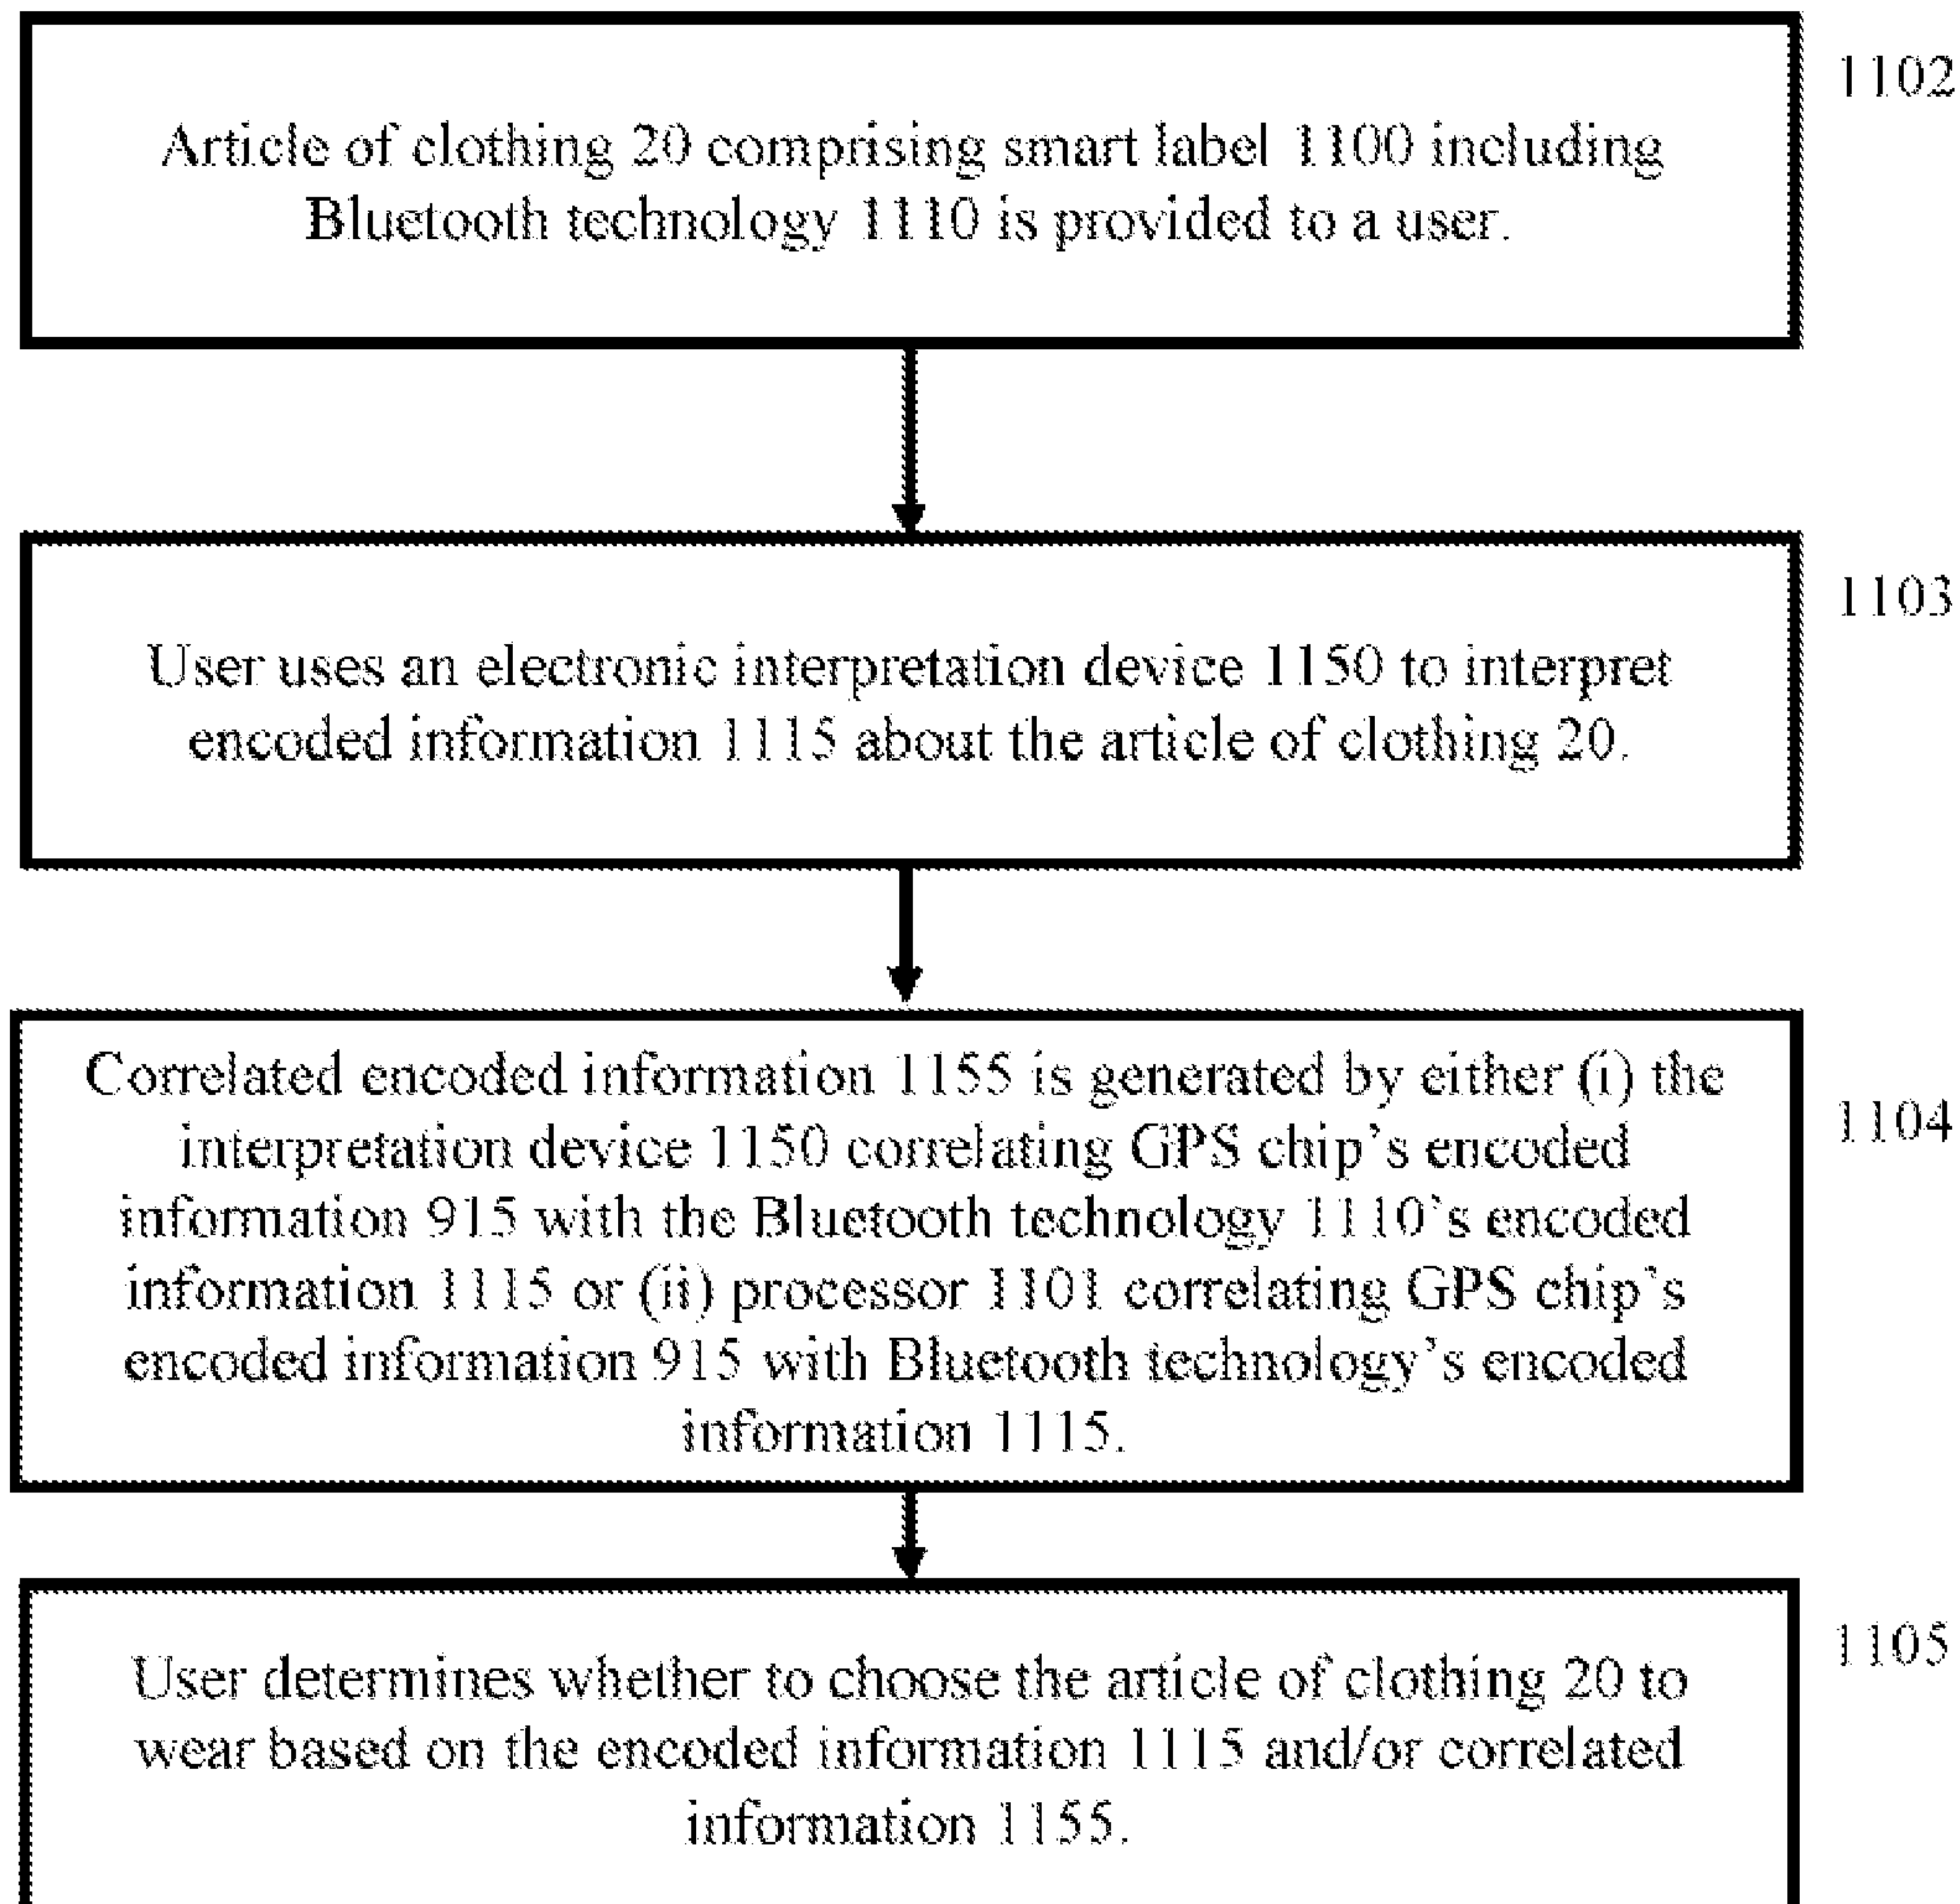 1102
Article of clothing 20 comprising smart label 1100 including
Bluetooth technology 1110 is provided to a user.
1103
User uses an electronic interpretation device 1150 to interpret
encoded information 1115 about the article of clothing 20.
Correlated encoded information 1155 is generated by either (i) the
1104
interpretation device 1150 correlating GPS chip's encoded
information 915 with the Bluetooth technology 1110's encoded
information 1115 or (ii) processor 1101 correlating GPS chip's
encoded information 915 with Bluetooth technology's encoded
information 1115.
1105
User determines whether to choose the article of clothing 20 to
wear based on the encoded information 1115 and/or correlated
information 1155.